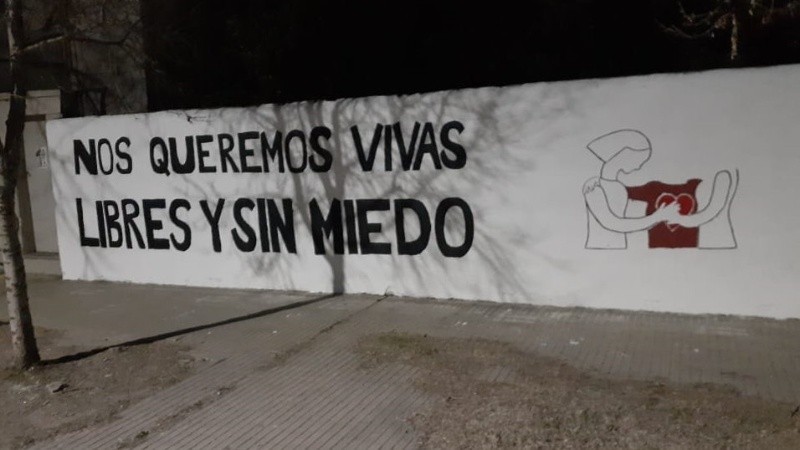 NOS QUEREMOS VIVAS
LIBRES Y SIN MIEDO